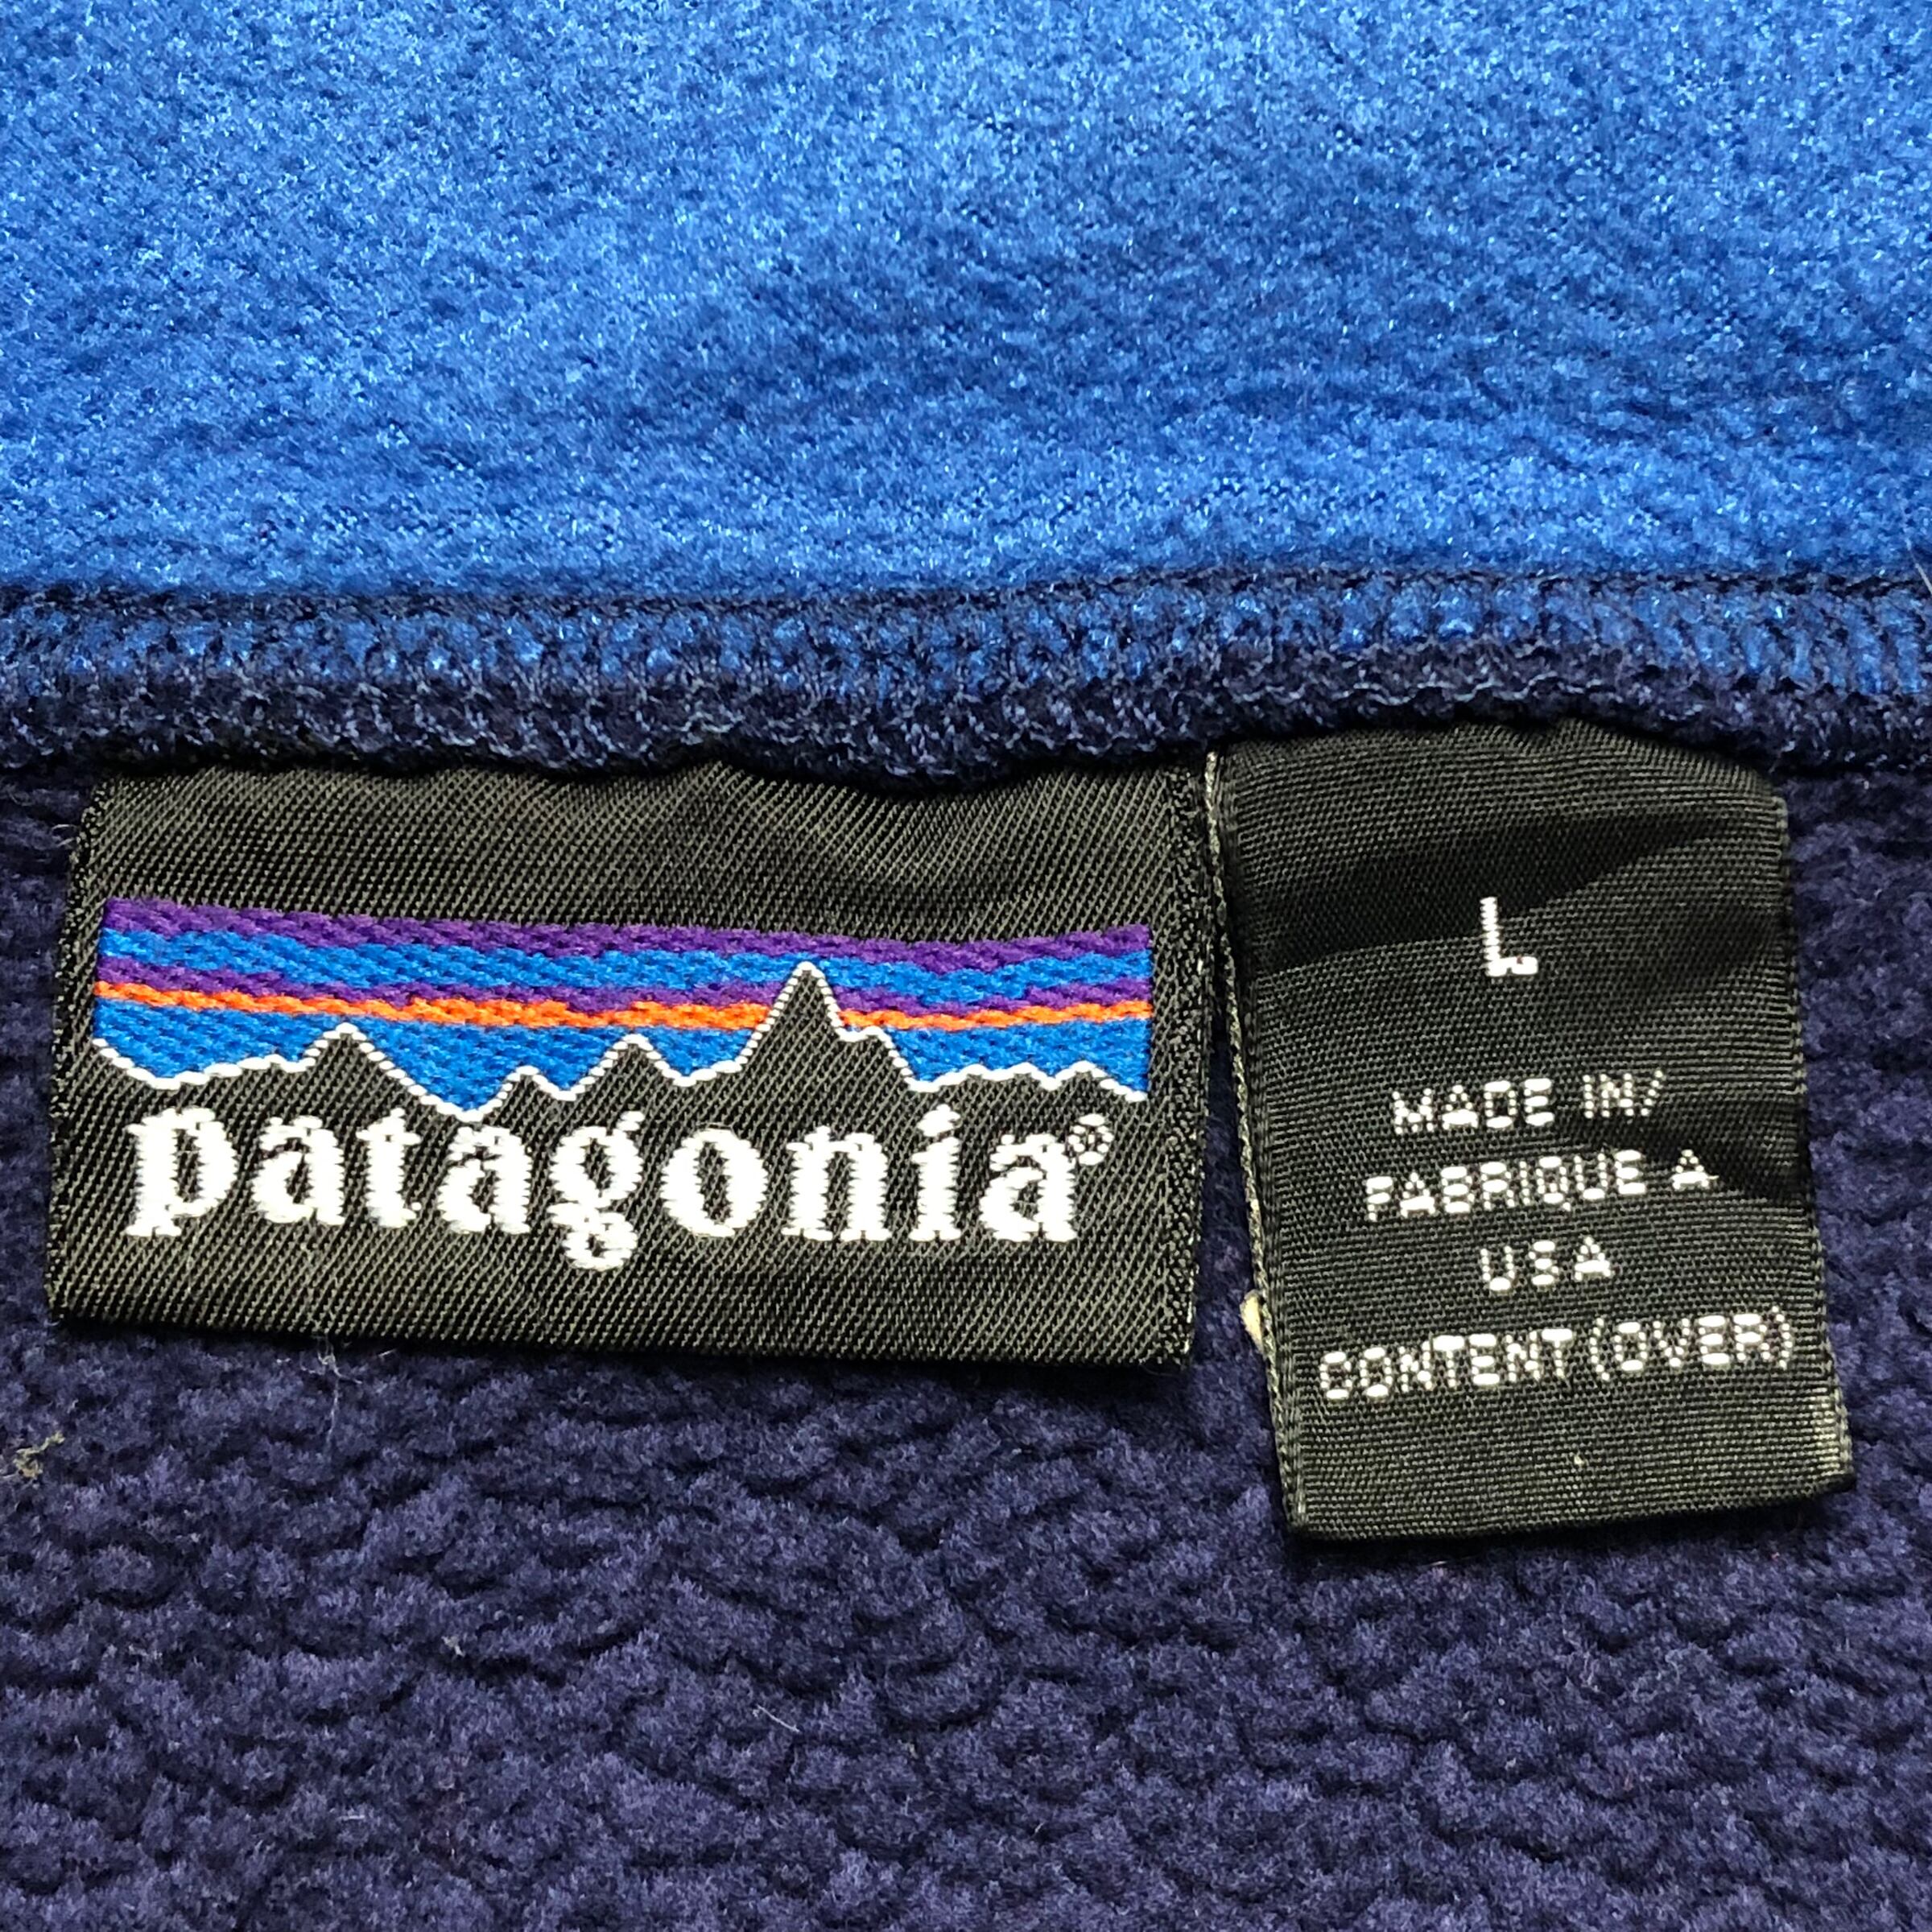 patagonia®
L
MADE IN/
FABRIQUE A
USA
CONTENT (OVER)